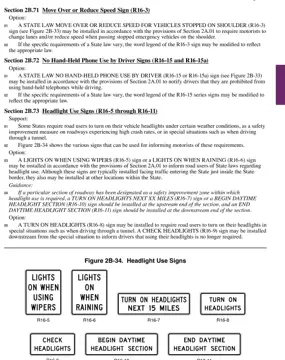 Section 2B.71 Move Over or Reduce Speed Sign (R16-3)
Option:
A STATE LAW MOVE OVER OR REDUCE SPEED FOR VEHICLES STOPPED ON SHOULDER (R16-3)
sign (see Figure 2B-33) may be installed in accordance with the provisions of Section 2A.01 to require motorists to
change lanes and/or reduce speed when passing stopped emergency vehicles on the shoulder.
If the specific requirements of a State law vary, the word legend of the R16-3 sign may be modified to reflect
the appropriate law.
Section 2B.72 No Hand-Held Phone Use by Driver Signs (R16-15 and R16-15a)
Option:
A STATE LAW NO HAND-HELD PHONE USE BY DRIVER (R16-15 or R16-15a) sign (see Figure 2B-33)
may be installed in accordance with the provisions of Section 2A.01 to notify drivers that they are prohibited from
using hand-held telephones while driving.
If the specific requirements of a State law vary, the word legend of the R16-15 series signs may be modified to
reflect the appropriate law.
Section 2B.73 Headlight Use Signs (R16-5 through R16-11)
Support:
Some States require road users to turn on their vehicle headlights under certain weather conditions, as a safety
improvement measure on roadways experiencing high crash rates, or in special situations such as when driving
through a tunnel.
Figure 2B-34 shows the various signs that can be used for informing motorists of these requirements.
Option:
A LIGHTS ON WHEN USING WIPERS (R16-5) sign or a LIGHTS ON WHEN RAINING (R16-6) sign
may be installed in accordance with the provisions of Section 2A.01 to inform road users of State laws regarding
headlight use. Although these signs are typically installed facing traffic entering the State just inside the State
border, they also may be installed at other locations within the State.
Guidance:
If a particular section of roadway has been designated as a safety improvement zone within which
headlight use is required, a TURN ON HEADLIGHTS NEXT XX MILES (R16-7) sign or a BEGIN DAYTIME
HEADLIGHT SECTION (R16-10) sign should be installed at the upstream end of the section, and an END
DAYTIME HEADLIGHT SECTION (R16-11) sign should be installed at the downstream end of the section.
Option:
A TURN ON HEADLIGHTS (R16-8) sign may be installed to require road users to turn on their headlights in
special situations such as when driving through a tunnel. A CHECK HEADLIGHTS (R16-9) sign may be installed
downstream from the special situation to inform drivers that using their headlights is no longer required.
Figure 2B-34. Headlight Use Signs
LIGHTS
ON WHEN
USING
WIPERS
R16-5
LIGHTS
ON
WHEN
RAINING
R16-6
TURN ON HEADLIGHTS
NEXT 15 MILES
R16-7
TURN ON
HEADLIGHTS
R16-8
CHECK
HEADLIGHTS
BEGIN DAYTIME
HEADLIGHT SECTION
END DAYTIME
HEADLIGHT SECTION